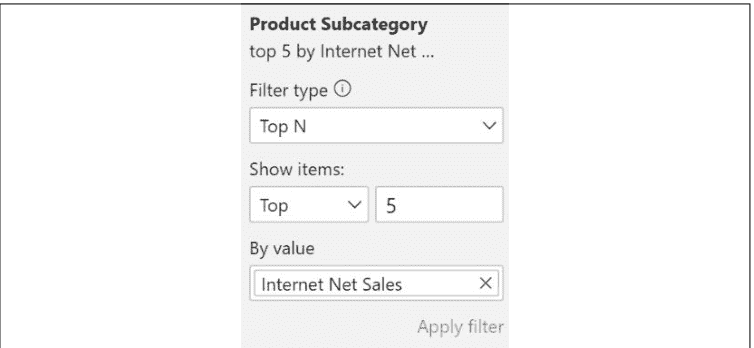 Product Subcategory
top 5 by Internet Net ...
Filter type
Top N
Show items:
Top 5
By value
Internet Net Sales
Apply filter